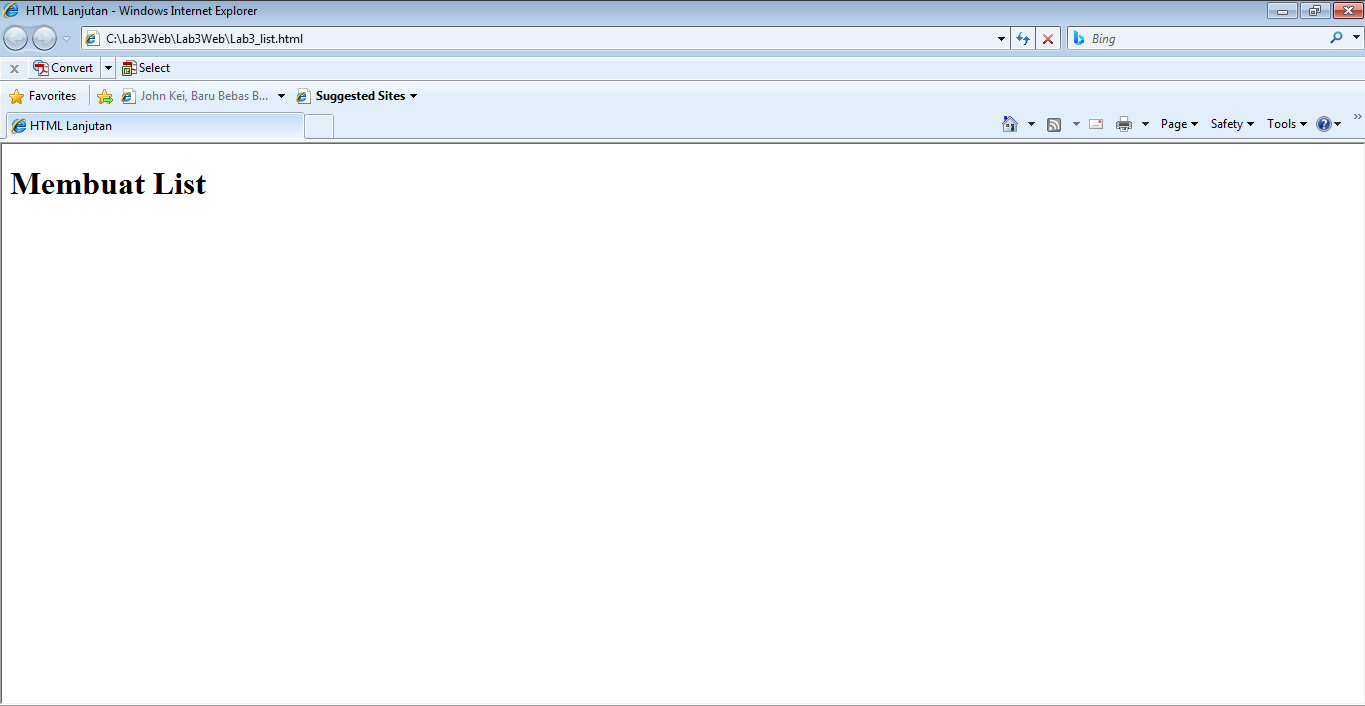 HTML Lanjutan - Windows Internet Explorer
C:\Lab3Web\Lab3Web\Lab3_list.html
Bing
x Convert Select
Favorites John Kei, Baru Bebas B... Suggested Sites
HTML Lanjutan Page Safety Tools
Membuat List